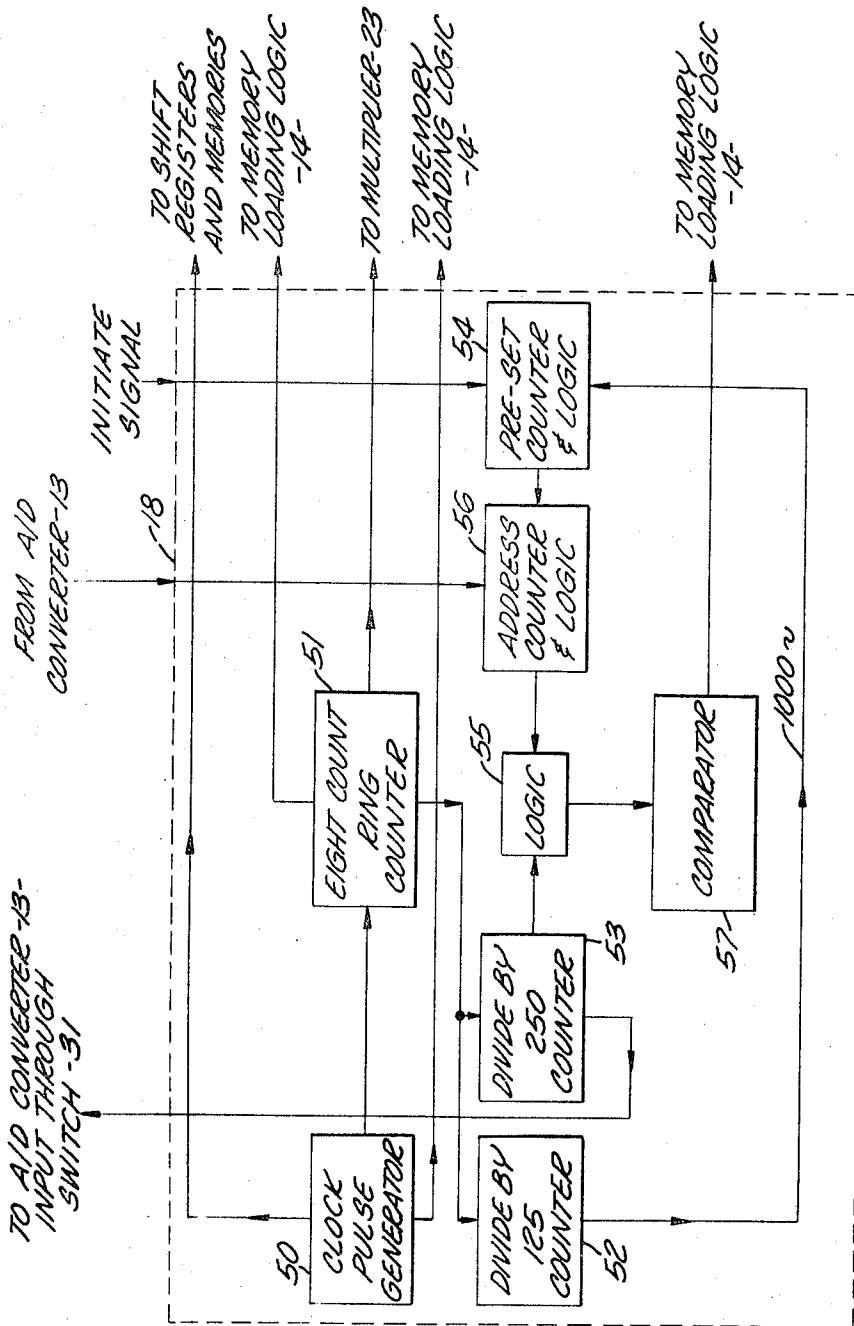 TO A/D CONVERTER-13-
INPUT THROUGH
SWITCH-31
FROM A/D
CONVERTER-13
INITIATE
SIGNAL
TO SHIFT
REGISTERS
AND MEMORIES
TO MEMORY
LOADING LOGIC
-14-
TO MULTIPLIER-23
TO MEMORY
LOADING LOGIC
-14-
TO MEMORY
LOADING LOGIC
-14-
18
50
CLOCK
PULSE
GENERATOR
51
EIGHT COUNT
RING
COUNTER
DIVIDE BY
125
COUNTER
52
DIVIDE BY
250
COUNTER
53
55
LOGIC
56
ADDRESS
COUNTER
& LOGIC
54
PRE-SET
COUNTER
& LOGIC
COMPARATOR
57
1000~